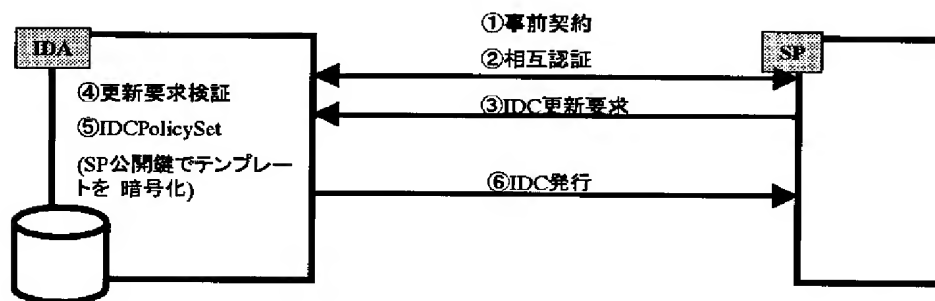 ①事前契約
IDA
SP
②相互認証
④更新要求検証
③IDC更新要求
⑤IDCPolicySet
(SP公開鍵でテンプレー
トを 暗号化)
⑥IDC発行